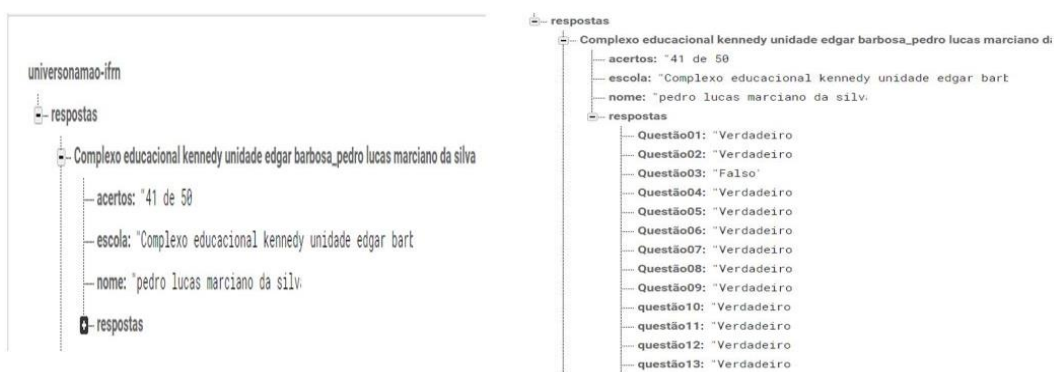 universonamao-ifrn
respostas
Complexo educacional kennedy unidade edgar barbosa_pedro lucas marciano da silva
acertos: "41 de 50
escola: "Complexo educacional kennedy unidade edgar bart
nome: "pedro lucas marciano da silv
respostas
respostas
Complexo educacional kennedy unidade edgar barbosa_pedro lucas marciano da
acertos: "41 de 50
escola: "Complexo educacional kennedy unidade edgar bart
nome: "pedro lucas marciano da silv
respostas
Questão01: "Verdadeiro
Questão02: "Verdadeiro
Questão03: "Falso"
Questão04: "Verdadeiro
Questão05: "Verdadeiro
Questão06: "Verdadeiro
Questão07: "Verdadeiro
Questão08: "Verdadeiro
Questão09: "Verdadeiro
questão10: "Verdadeiro
questão11: "Verdadeiro
questão12: "Verdadeiro
questão13: "Verdadeiro